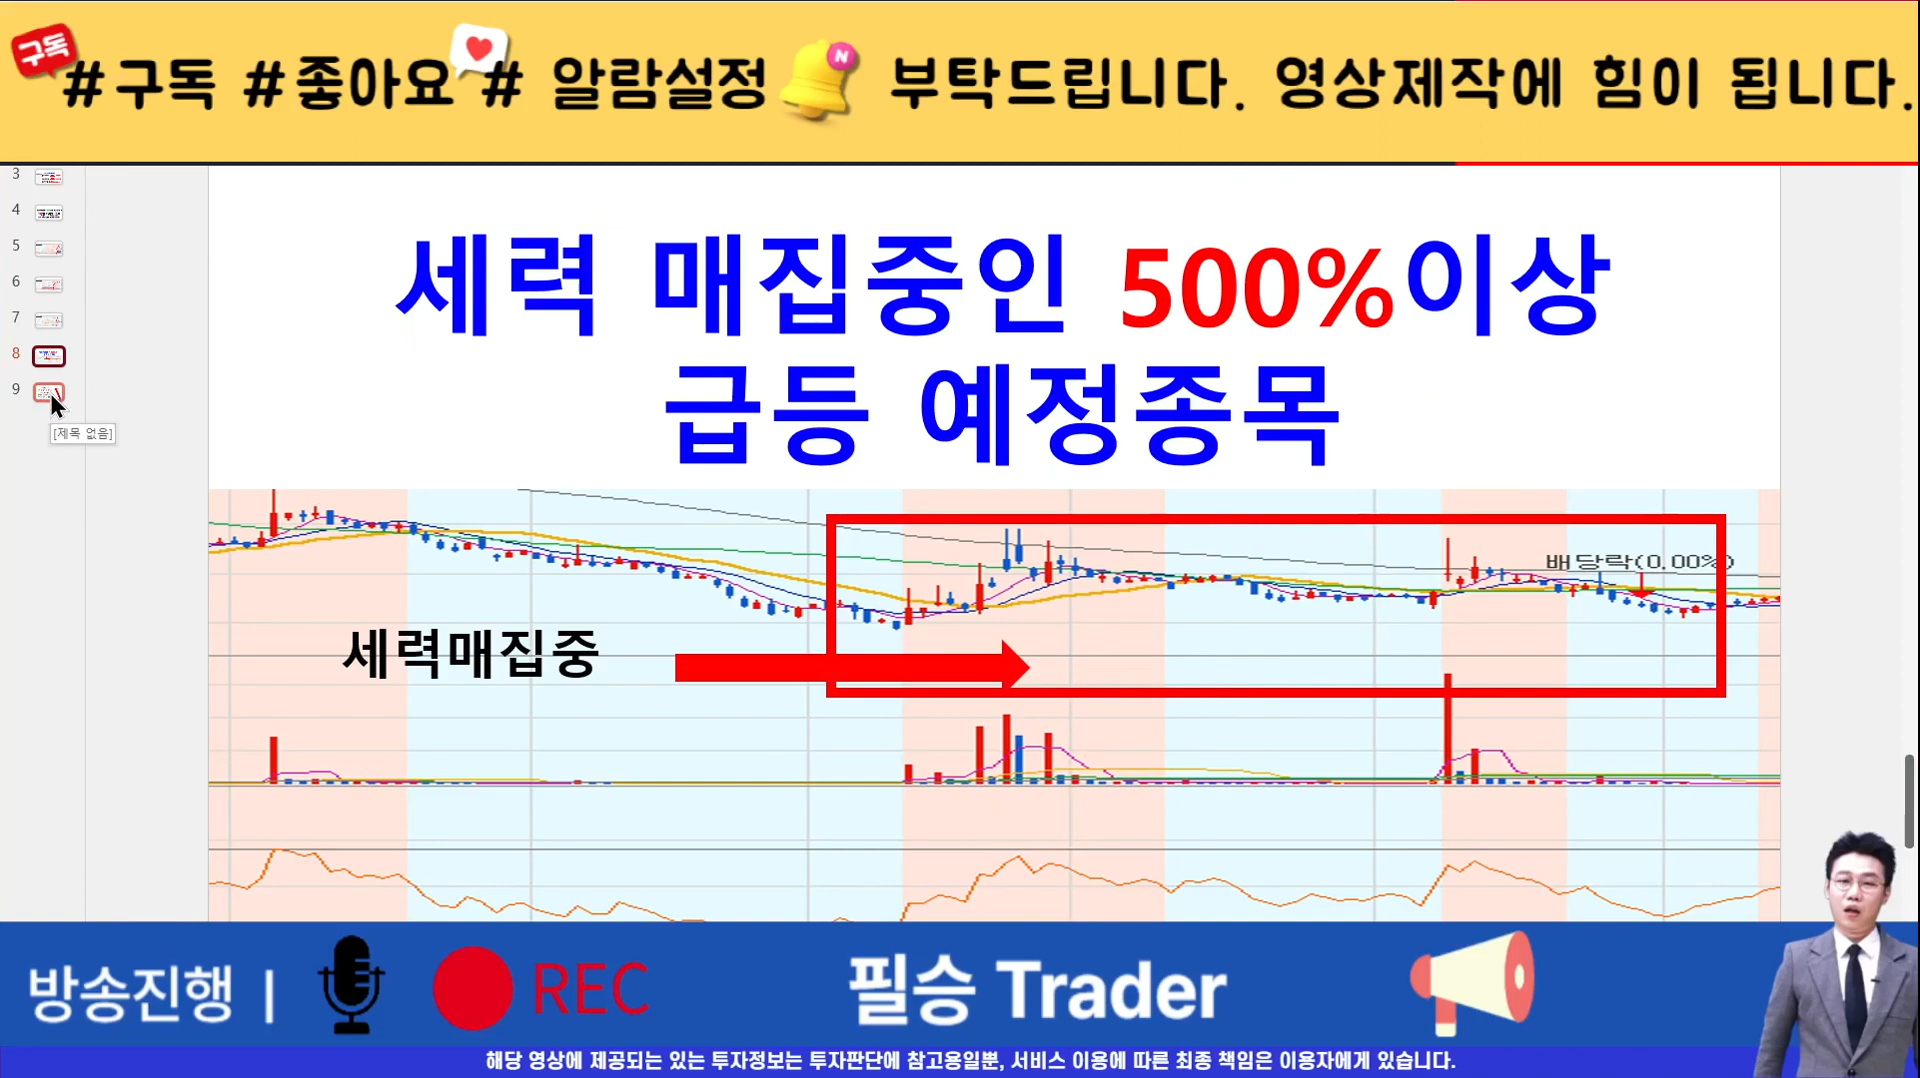 구독
#구독 #좋아요 # 알람설정 N 부탁드립니다. 영상제작에 힘이 됩니다.
3
4
5
6
7
8
9
[제목 없음]
세력 매집중인 500%이상
급등 예정종목
배당락(0.00%)
세력매집중
방송진행 | REC 필승 Trader
해당 영상에 제공되는 있는 투자정보는 투자판단에 참고용일뿐, 서비스 이용에 따른 최종 책임은 이용자에게 있습니다.